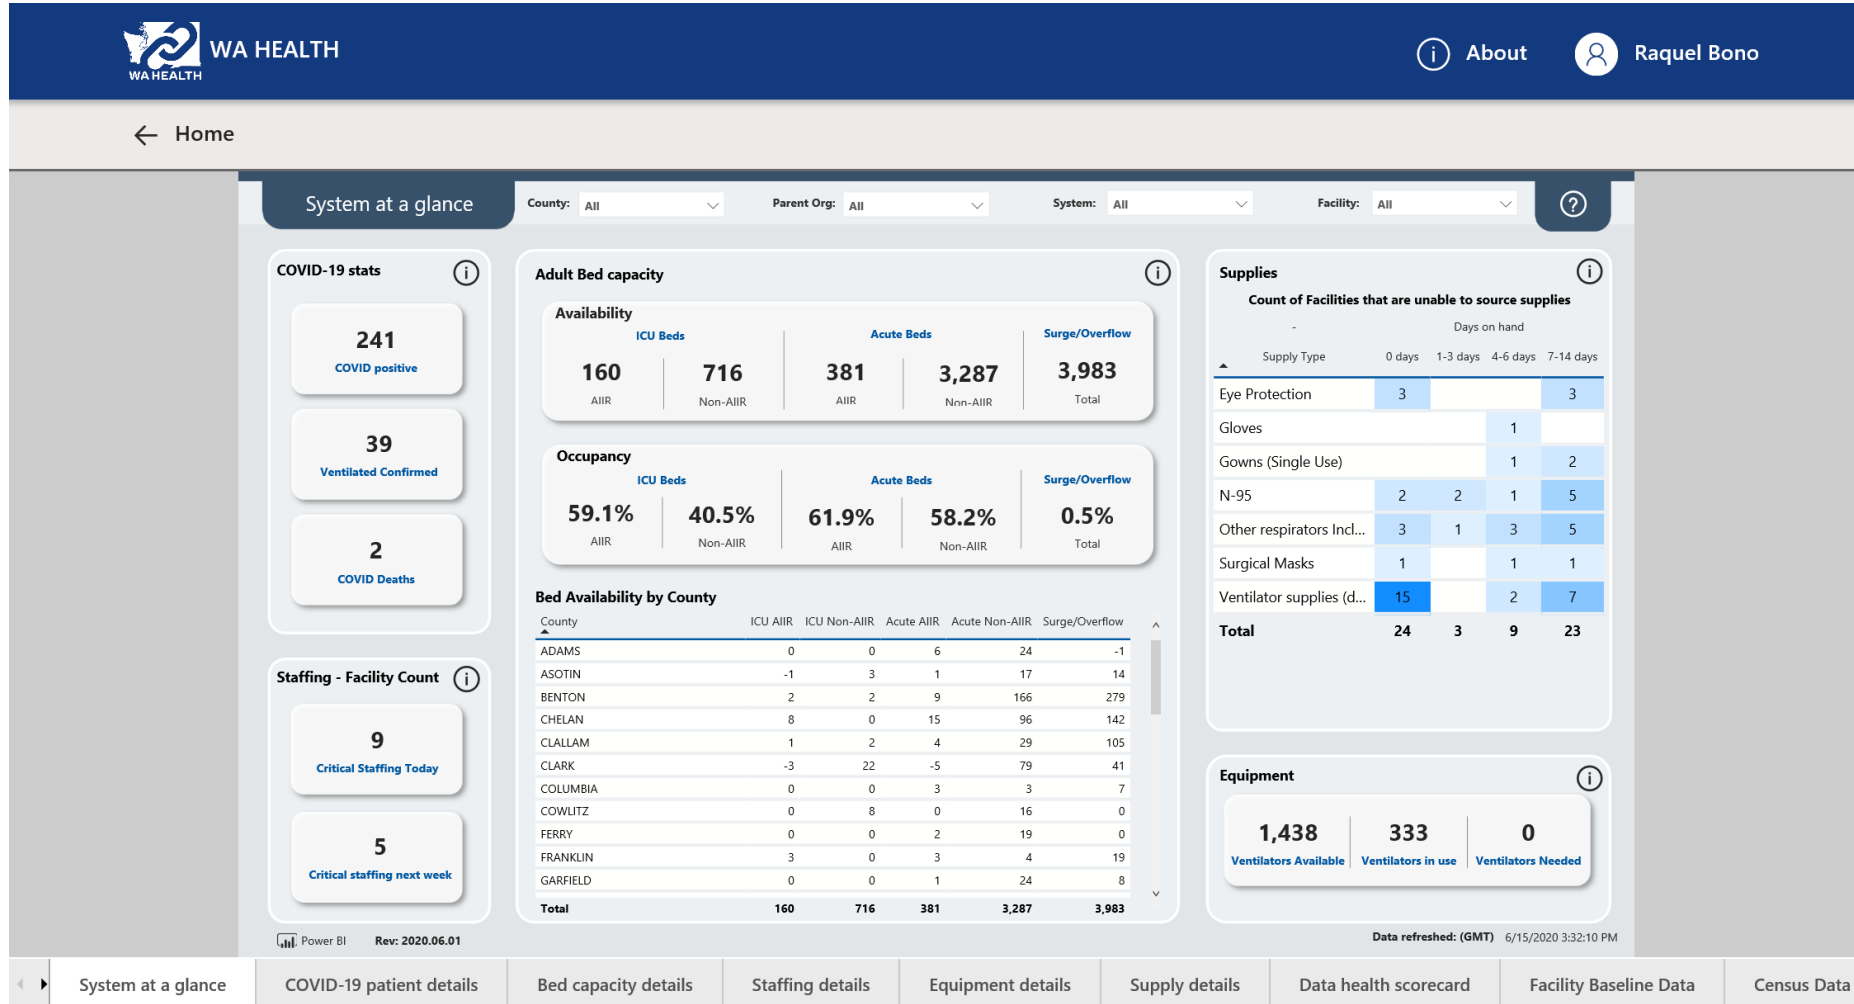 WA HEALTH
WA HEALTH
About
Raquel Bono
Home
System at a glance
County: All
Parent Org: All
System: All
Facility: All
COVID-19 stats
241
COVID positive
39
Ventilated Confirmed
2
COVID Deaths
Staffing - Facility Count
9
Critical Staffing Today
5
Critical staffing next week
Adult Bed capacity
Availability
ICU Beds Acute Beds Surge/Overflow
160 716 381 3,287 3,983
AIIR Non-AIIR AIIR Non-AIIR Total
Occupancy
ICU Beds Acute Beds Surge/Overflow
59.1% 40.5% 61.9% 58.2% 0.5%
AIIR Non-AIIR AIIR Non-AIIR Total
Bed Availability by County
County ICU AIIR ICU Non-AIIR Acute AIIR Acute Non-AIIR Surge/Overflow
ADAMS 0 0 6 24 -1
ASOTIN -1 3 1 17 14
BENTON 2 2 9 166 279
CHELAN 8 0 15 96 142
CLALLAM 1 2 4 29 105
CLARK -3 22 -5 79 41
COLUMBIA 0 0 3 3 7
COWLITZ 0 8 0 16 0
FERRY 0 0 2 19 0
FRANKLIN 3 0 3 4 19
GARFIELD 0 0 1 24 8
Total 160 716 381 3,287 3,983
Supplies
Count of Facilities that are unable to source supplies
- Days on hand
Supply Type 0 days 1-3 days 4-6 days 7-14 days
Eye Protection 3 3
Gloves 1
Gowns (Single Use) 1 2
N-95 2 2 1 5
Other respirators Incl... 3 1 3 5
Surgical Masks 1 1 1
Ventilator supplies (d... 15 2 7
Total 24 3 9 23
Equipment
1,438 333 0
Ventilators Available Ventilators in use Ventilators Needed
Power BI Rev: 2020.06.01
Data refreshed: (GMT) 6/15/2020 3:32:10 PM
System at a glance
COVID-19 patient details
Bed capacity details
Staffing details
Equipment details
Supply details
Data health scorecard
Facility Baseline Data
Census Data